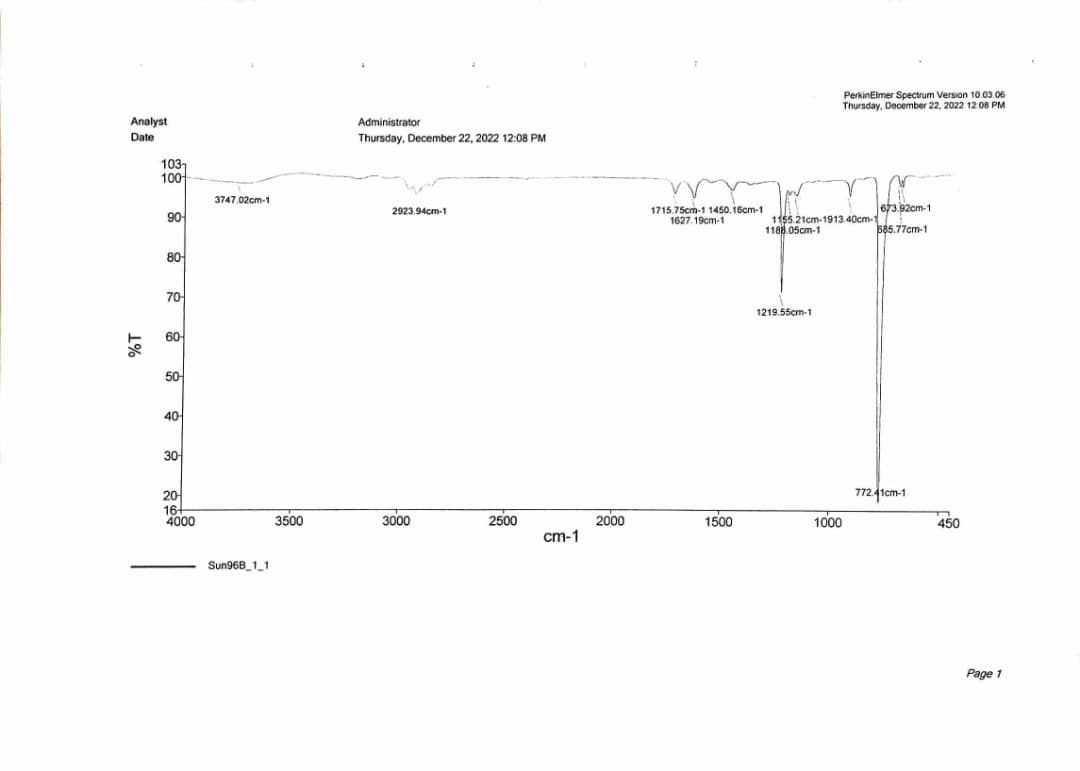 PerkinElmer Spectrum Version 10.03.06
Thursday, December 22, 2022 12:08 PM
Analyst Administrator
Date Thursday, December 22, 2022 12:08 PM
103
100
3747.02cm-1
2923.94cm-1
1715.75cm-1 1450.16cm-1
1627.19cm-1
1155.21cm-1 913.40cm-1
1188.05cm-1
673.92cm-1
685.77cm-1
90
80
70
1219.55cm-1
60
%T
50
40
30
20
772.41cm-1
16
4000 3500 3000 2500 2000 1500 1000 450
cm-1
Sun96B_1_1
Page 1